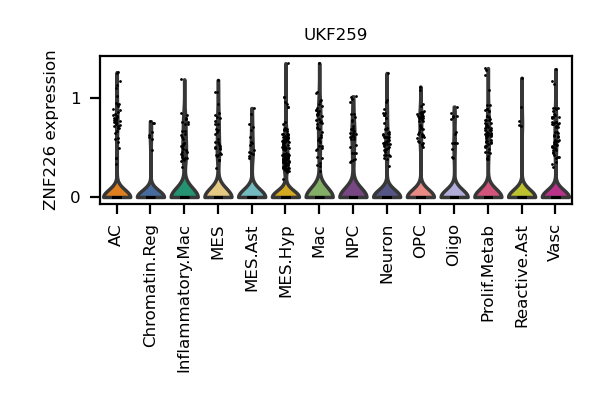 UKF259
ZNF226 expression
1
0
AC
Chromatin.Reg
Inflammatory.Mac
MES
MES.Ast
MES.Hyp
Mac
NPC
Neuron
OPC
Oligo
Prolif.Metab
Reactive.Ast
Vasc